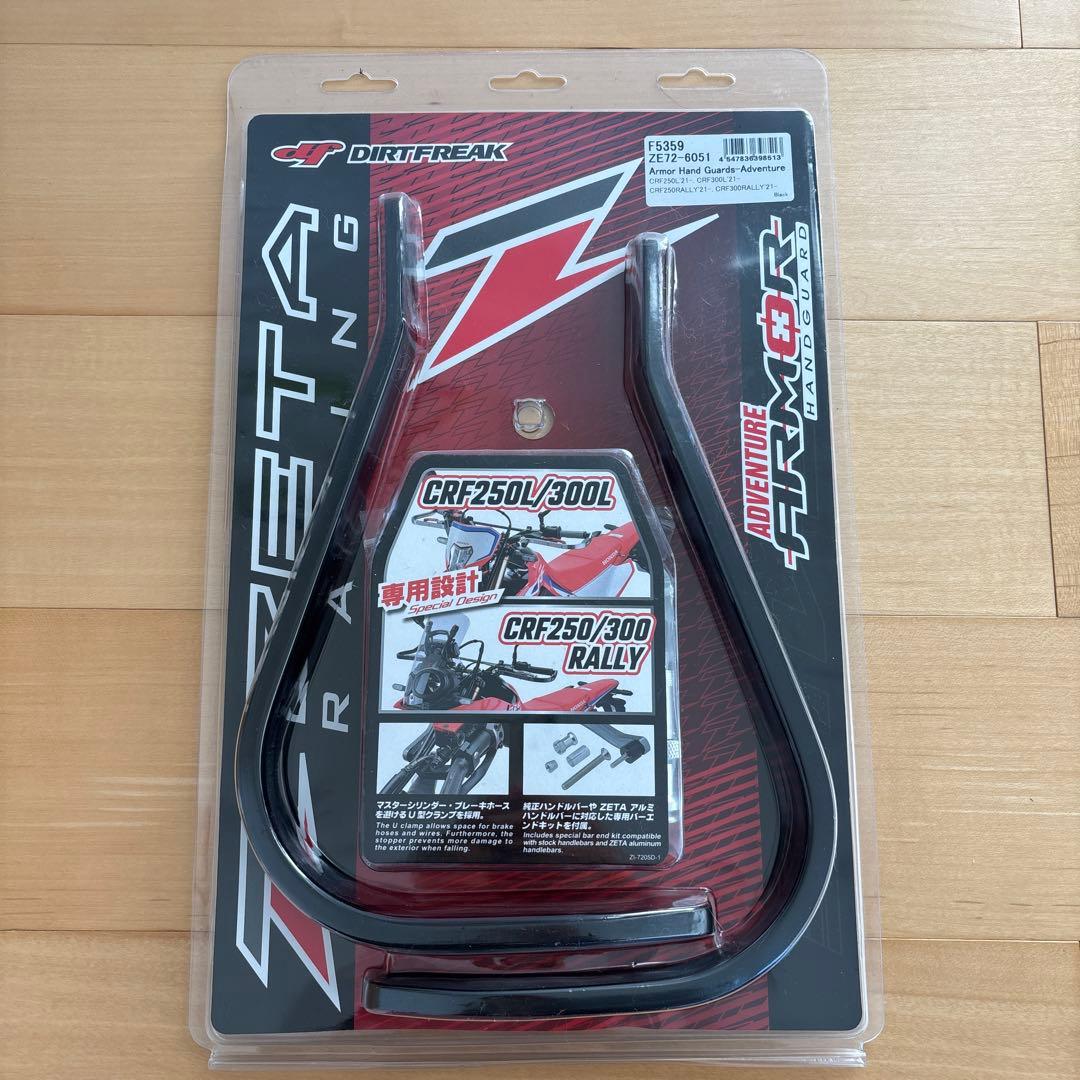 df DIRTFREAK
F5359
ZE72-6051 4 547836398513
Armor Hand Guards-Adventure
CRF250L'21-, CRF300L'21-
CRF250RALLY'21-, CRF300RALLY'21-
Black
ZETA
RACING
ADVENTURE
ARMOR
HANDGUARD
CRF250L/300L
専用設計
Special Design
CRF250/300
RALLY
マスターシリンダー・ブレーキホース
を避けるU型クランプを採用。
The U clamp allows space for brake
hoses and wires. Furthermore, the
stopper prevents more damage to
the exterior when falling.
純正ハンドルバーや ZETA アルミ
ハンドルバーに対応した専用バーエ
ンドキットを付属。
Includes special bar end kit compatible
with stock handlebars and ZETA aluminum
handlebars.
ZI-7205D-1